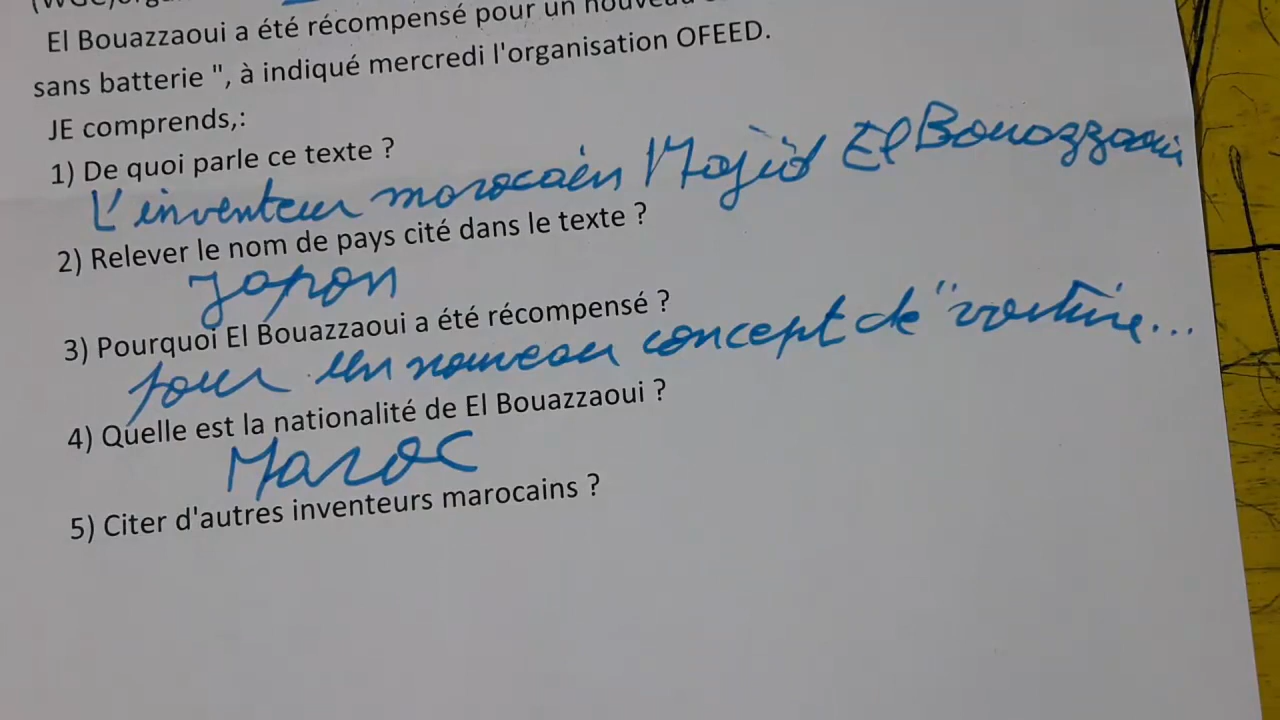 El Bouazzaoui a été récompensé pour un nouveau
sans batterie ", à indiqué mercredi l'organisation OFEED.
JE comprends,:
1) De quoi parle ce texte ?
L'inventeur marocain Majid El Bouazzaoui
2) Relever le nom de pays cité dans le texte ?
Japon
3) Pourquoi El Bouazzaoui a été récompensé ?
pour un nouveau concept de "voiture...
4) Quelle est la nationalité de El Bouazzaoui ?
Maroc
5) Citer d'autres inventeurs marocains ?